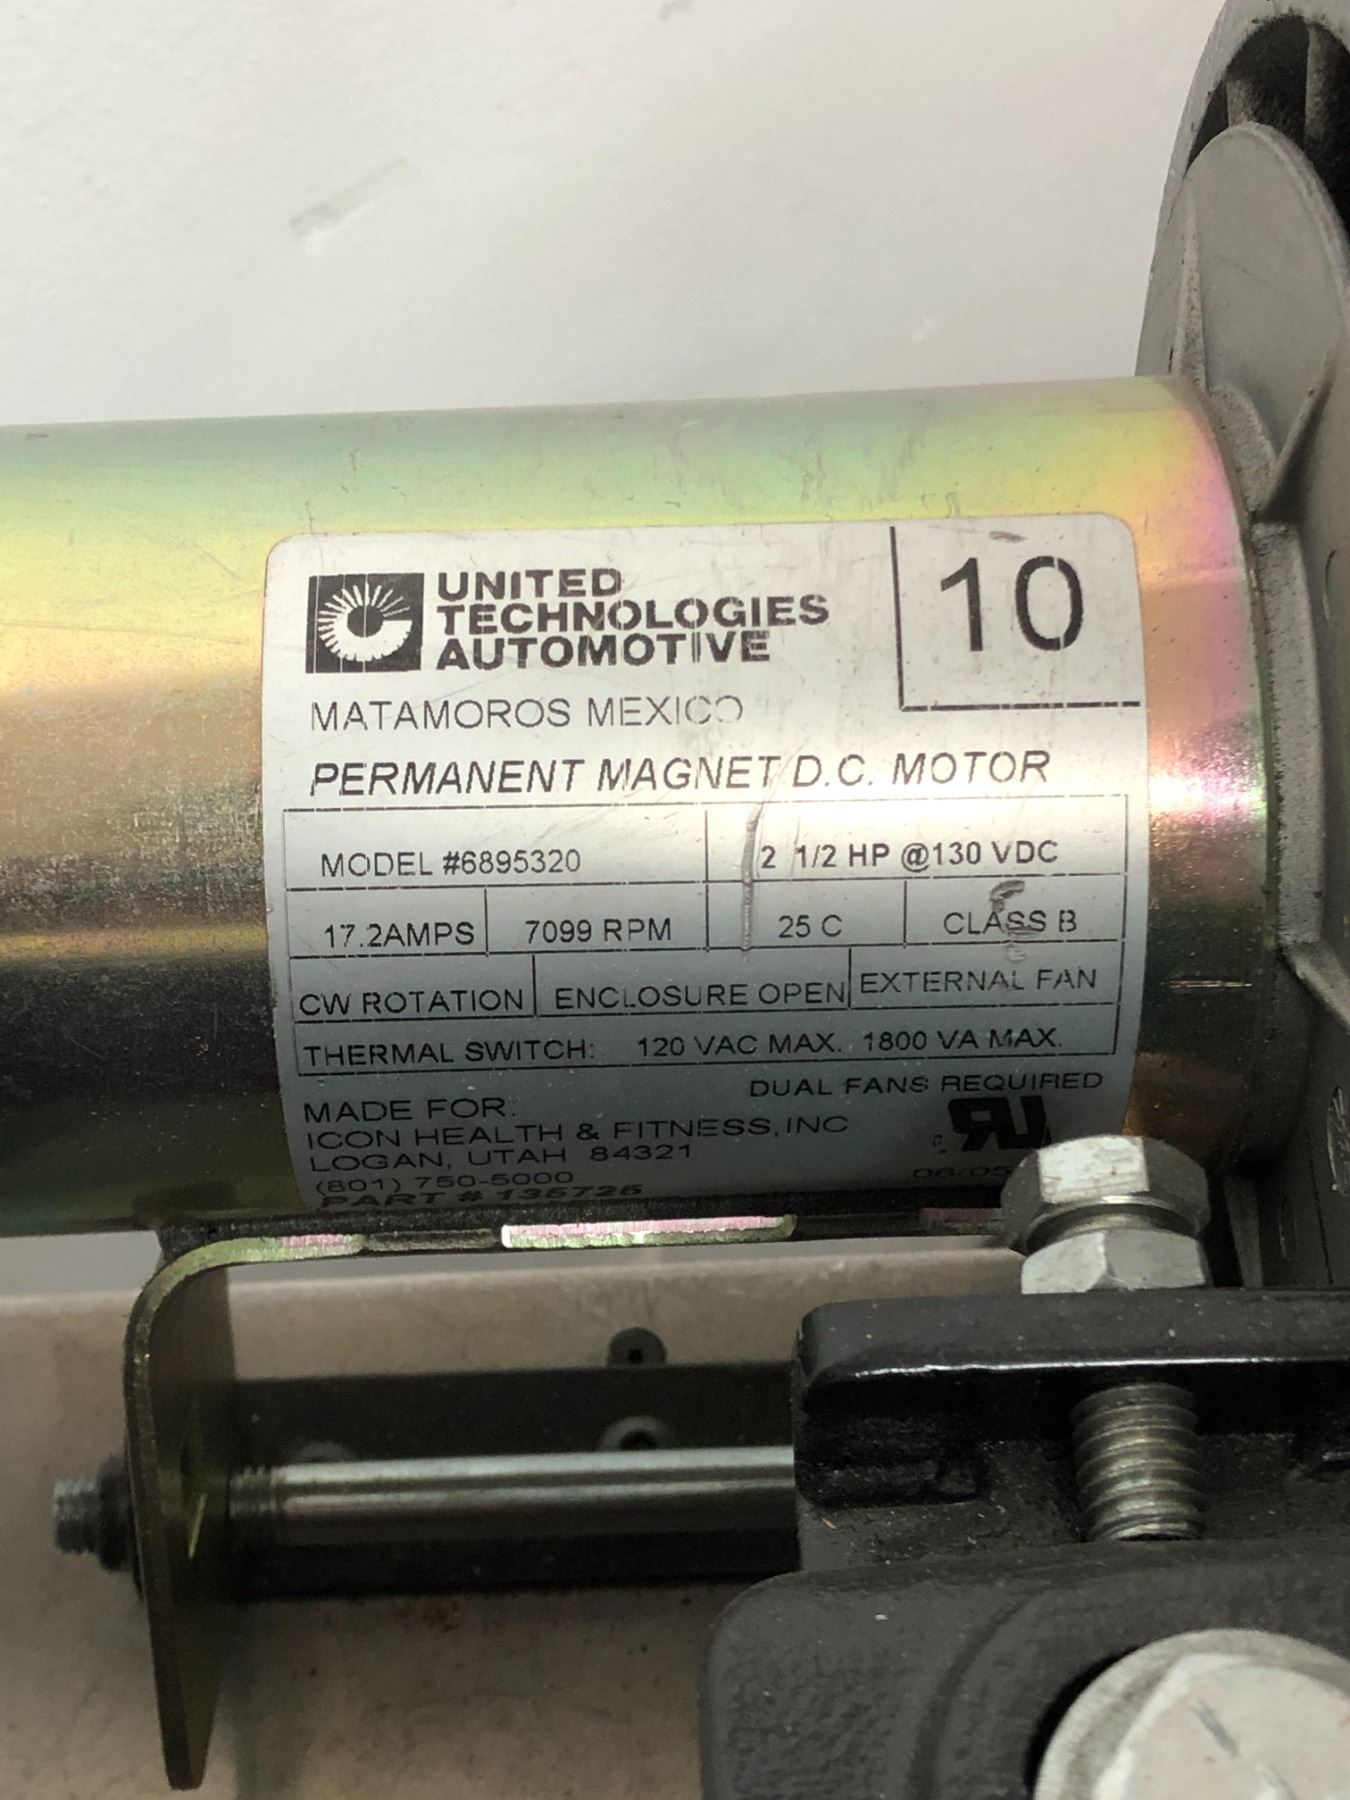 UNITED
TECHNOLOGIES
AUTOMOTIVE
10
MATAMOROS MEXICO
PERMANENT MAGNET D.C. MOTOR
MODEL #6895320 2 1/2 HP @130 VDC
17.2AMPS 7099 RPM 25 C CLASS B
CW ROTATION ENCLOSURE OPEN EXTERNAL FAN
THERMAL SWITCH: 120 VAC MAX. 1800 VA MAX.
DUAL FANS REQUIRED
MADE FOR:
ICON HEALTH & FITNESS, INC
LOGAN, UTAH 84321
(801) 750-5000
PART # 135725